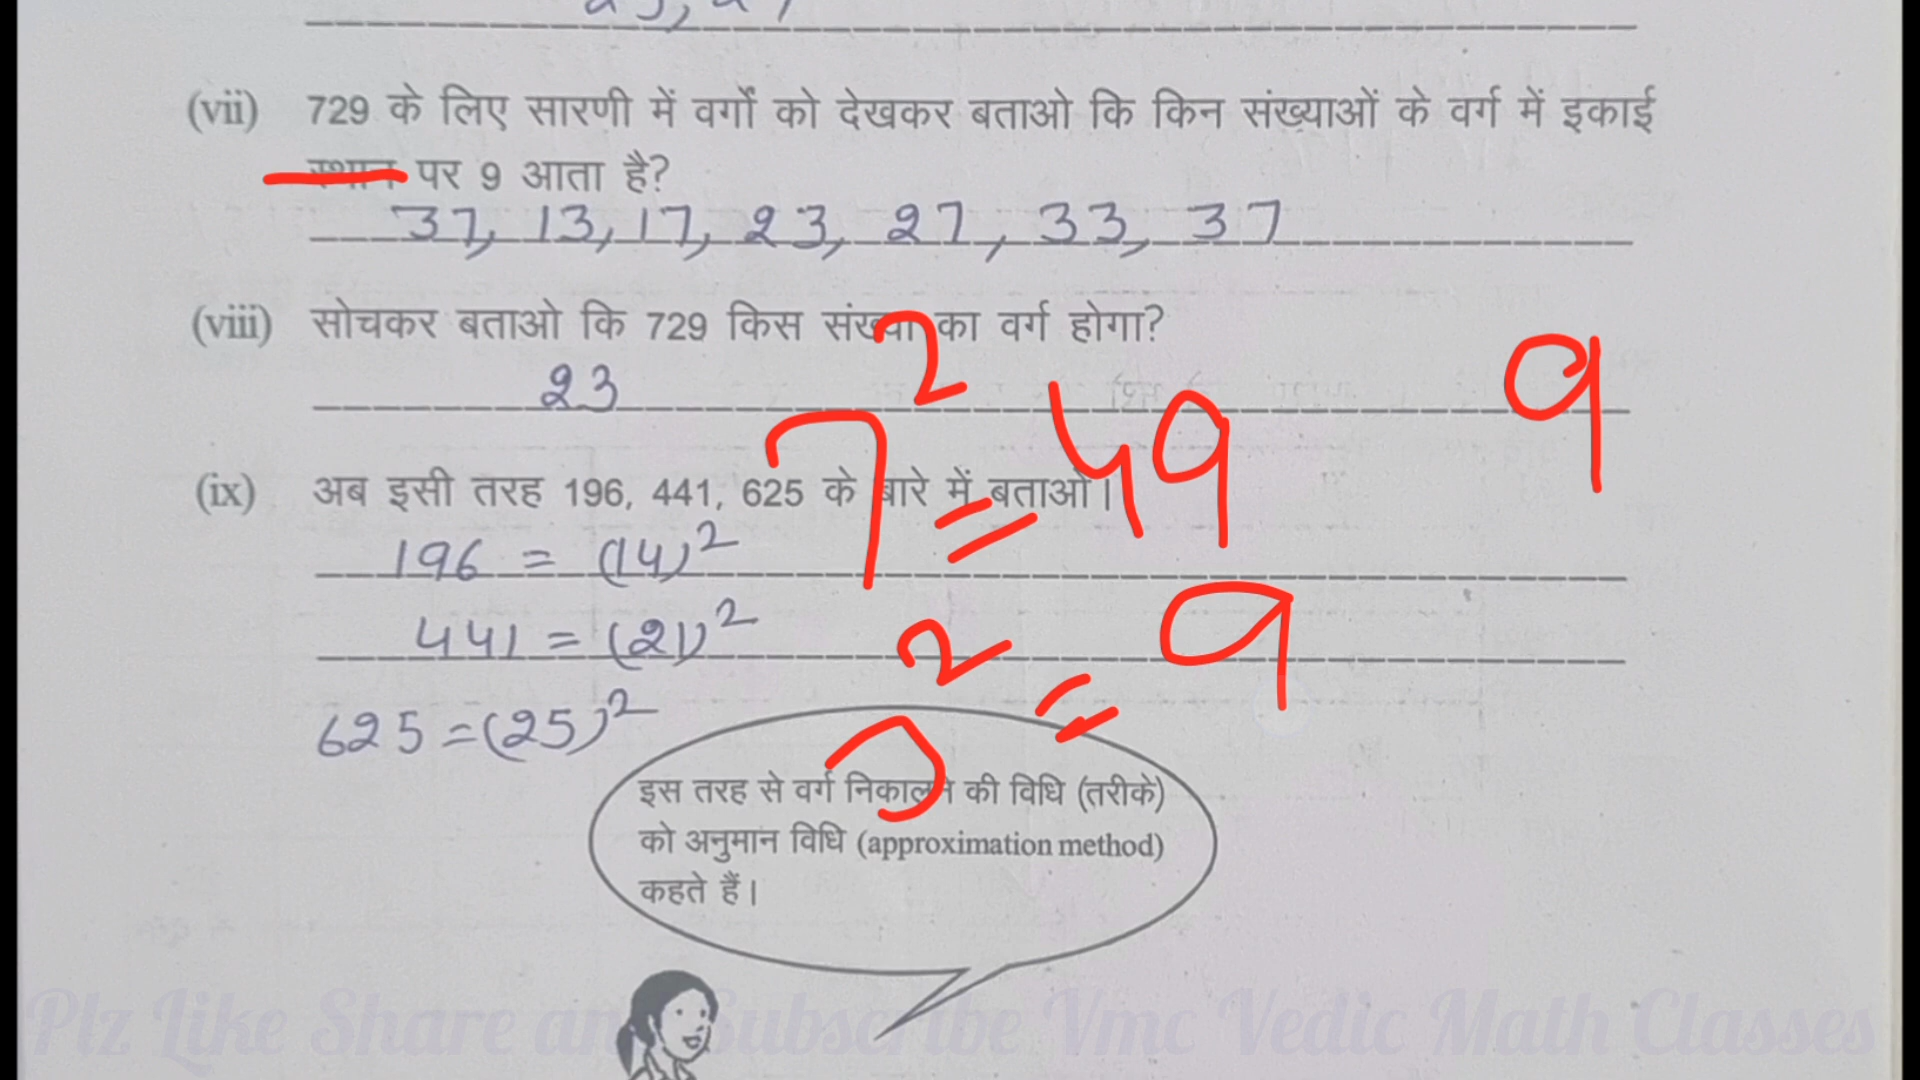 (vii) 729 के लिए सारणी में वर्गों को देखकर बताओ कि किन संख्याओं के वर्ग में इकाई
स्थान पर 9 आता है?
37, 13, 17, 23, 27, 33, 37
(viii) सोचकर बताओ कि 729 किस संख्या का वर्ग होगा?
23
7² = 49
9
(ix) अब इसी तरह 196, 441, 625 के बारे में बताओ।
196 = (14)²
441 = (21)²
² = 9
625 = (25)²
इस तरह से वर्ग निकालने की विधि (तरीके)
को अनुमान विधि (approximation method)
कहते हैं।
Plz Like Share and Subscribe Vmc Vedic Math Classes